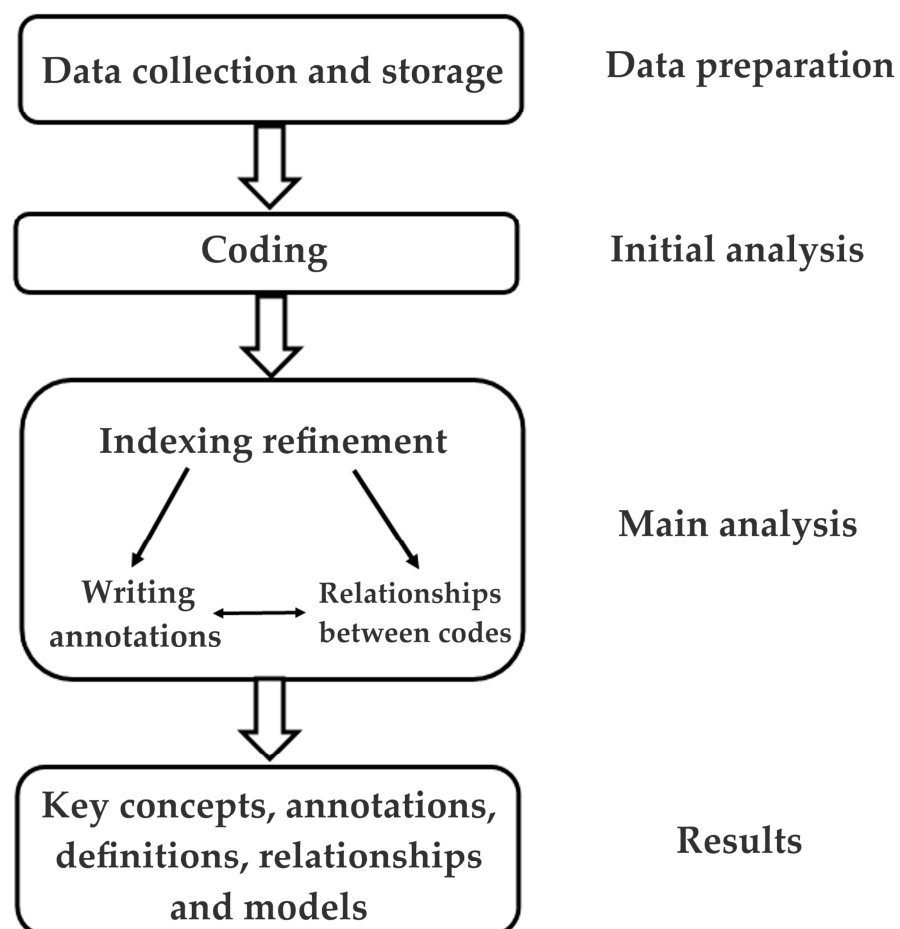 Data collection and storage
Data preparation
Coding
Initial analysis
Indexing refinement
Main analysis
Writing
annotations
Relationships
between codes
Key concepts, annotations,
definitions, relationships
and models
Results